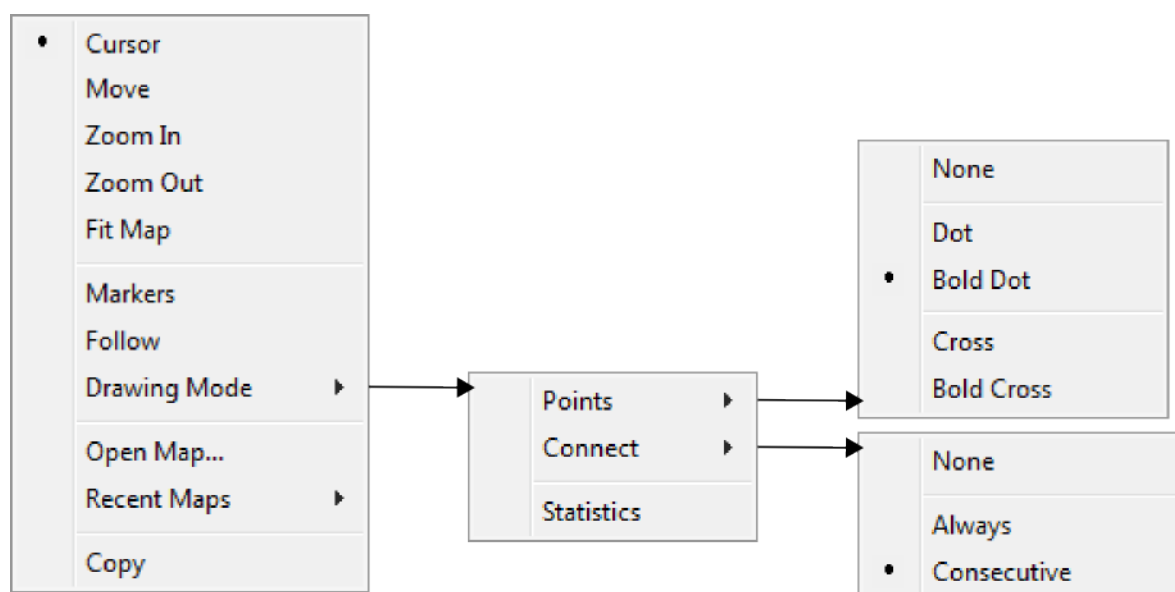 Cursor
Move
Zoom In
Zoom Out
Fit Map
Markers
Follow
Drawing Mode
Open Map...
Recent Maps
Copy
Points
Connect
Statistics
None
Dot
Bold Dot
Cross
Bold Cross
None
Always
Consecutive